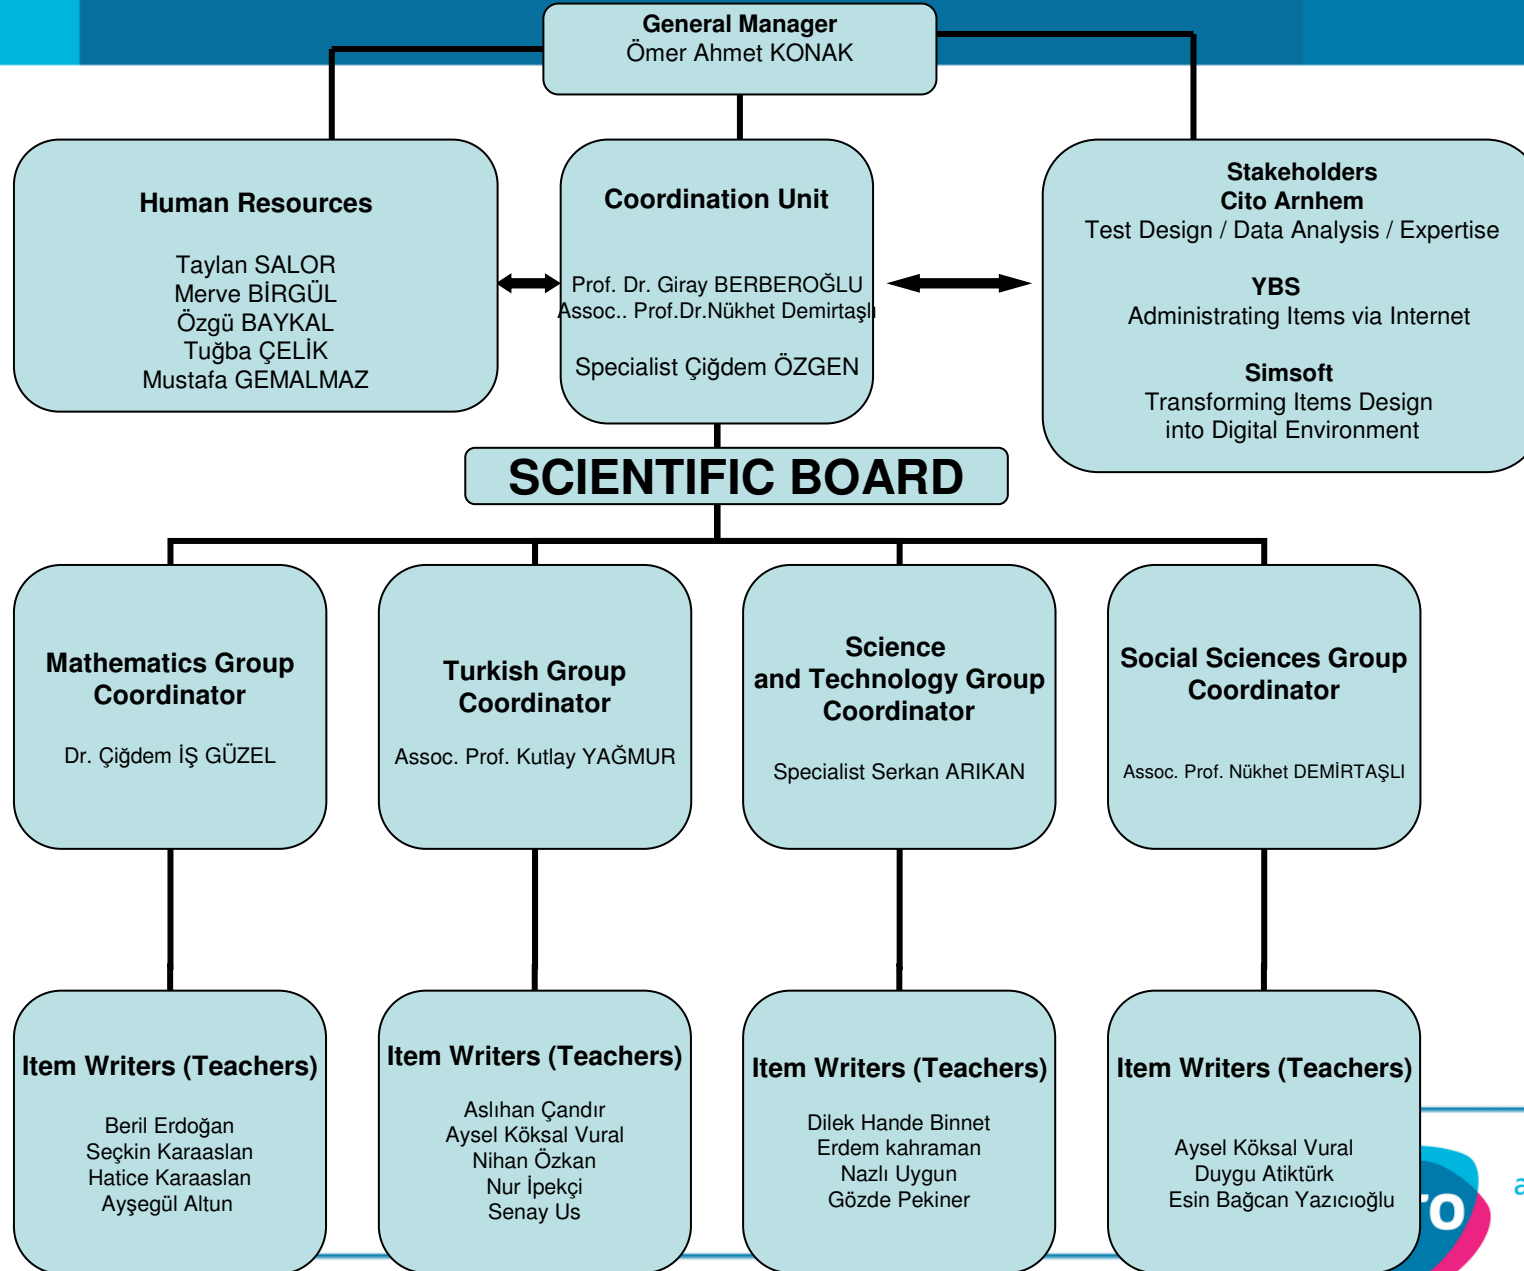 General Manager
Ömer Ahmet KONAK
Human Resources
Taylan SALOR
Merve BİRGÜL
Özgü BAYKAL
Tuğba ÇELİK
Mustafa GEMALMAZ
Coordination Unit
Prof. Dr. Giray BERBEROĞLU
Assoc.. Prof.Dr.Nükhet Demirtaşlı
Specialist Çiğdem ÖZGEN
Stakeholders
Cito Arnhem
Test Design / Data Analysis / Expertise
YBS
Administrating Items via Internet
Simsoft
Transforming Items Design
into Digital Environment
SCIENTIFIC BOARD
Mathematics Group
Coordinator
Dr. Çiğdem İŞ GÜZEL
Turkish Group
Coordinator
Assoc. Prof. Kutlay YAĞMUR
Science
and Technology Group
Coordinator
Specialist Serkan ARIKAN
Social Sciences Group
Coordinator
Assoc. Prof. Nükhet DEMİRTAŞLI
Item Writers (Teachers)
Beril Erdoğan
Seçkin Karaaslan
Hatice Karaaslan
Ayşegül Altun
Item Writers (Teachers)
Aslıhan Çandır
Aysel Köksal Vural
Nihan Özkan
Nur İpekçi
Senay Us
Item Writers (Teachers)
Dilek Hande Binnet
Erdem kahraman
Nazlı Uygun
Gözde Pekiner
Item Writers (Teachers)
Aysel Köksal Vural
Duygu Atiktürk
Esin Bağcan Yazıcıoğlu